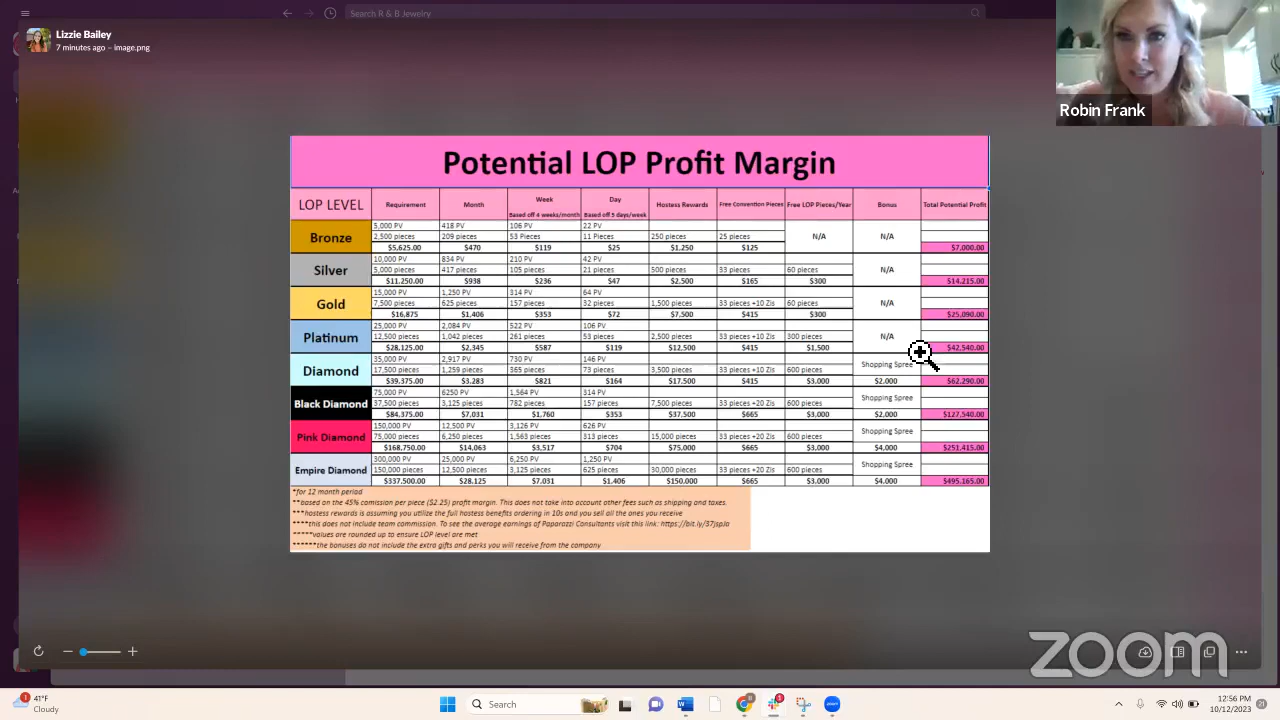 Search R & B Jewelry
Lizzie Bailey
7 minutes ago – image.png
Robin Frank
Potential LOP Profit Margin
LOP LEVEL Requirement Month Week Based off 4 weeks/month Day Based off 5 days/week Hostess Rewards Free Convention Pieces Free LOP Pieces/Year Bonus Total Potential Profit
Bronze
5,000 PV 418 PV 106 PV 22 PV
2,500 pieces 209 pieces 53 Pieces 11 Pieces 250 pieces 25 pieces N/A N/A
$5,625.00 $470 $119 $25 $1,250 $125 $7,000.00
Silver
10,000 PV 834 PV 210 PV 42 PV
5,000 pieces 417 pieces 105 pieces 21 pieces 500 pieces 33 pieces 60 pieces N/A
$11,250.00 $938 $236 $47 $2,500 $165 $300 $14,215.00
Gold
15,000 PV 1,250 PV 314 PV 64 PV
7,500 pieces 625 pieces 157 pieces 32 pieces 1,500 pieces 33 pieces +10 ZIs 60 pieces N/A
$16,875 $1,406 $353 $72 $7,500 $415 $300 $25,090.00
Platinum
25,000 PV 2,084 PV 522 PV 106 PV
12,500 pieces 1,042 pieces 261 pieces 53 pieces 2,500 pieces 33 pieces +10 ZIs 300 pieces N/A
$28,125.00 $2,345 $587 $119 $12,500 $415 $1,500 $42,540.00
Diamond
35,000 PV 2,917 PV 730 PV 146 PV Shopping Spree
17,500 pieces 1,259 pieces 365 pieces 73 pieces 3,500 pieces 33 pieces +10 ZIs 600 pieces
$39,375.00 $3,283 $821 $164 $17,500 $415 $3,000 $2,000 $62,290.00
Black Diamond
75,000 PV 6250 PV 1,564 PV 314 PV Shopping Spree
37,500 pieces 3,125 pieces 782 pieces 157 pieces 7,500 pieces 33 pieces +20 ZIs 600 pieces
$84,375.00 $7,031 $1,760 $353 $37,500 $665 $3,000 $2,000 $127,540.00
Pink Diamond
150,000 PV 12,500 PV 3,126 PV 626 PV Shopping Spree
75,000 pieces 6,250 pieces 1,563 pieces 313 pieces 15,000 pieces 33 pieces +20 ZIs 600 pieces
$168,750.00 $14,063 $3,517 $704 $75,000 $665 $3,000 $4,000 $251,415.00
Empire Diamond
300,000 PV 25,000 PV 6,250 PV 1,250 PV Shopping Spree
150,000 pieces 12,500 pieces 3,125 pieces 625 pieces 30,000 pieces 33 pieces +20 ZIs 600 pieces
$337,500.00 $28,125 $7,031 $1,406 $150,000 $665 $3,000 $4,000 $495,165.00
*for 12 month period
**based on the 45% comission per piece ($2.25) profit margin. This does not take into account other fees such as shipping and taxes.
***hostess rewards is assuming you utilize the full hostess benefits ordering in 10s and you sell all the ones you receive
****this does not include team commission. To see the average earnings of Paparazzi Consultants visit this link: https://bit.ly/37jspJo
*****values are rounded up to ensure LOP level are met
******the bonuses do not include the extra gifts and perks you will receive from the company
zoom
1
41°F
Cloudy
Search
12:56 PM
10/12/2023